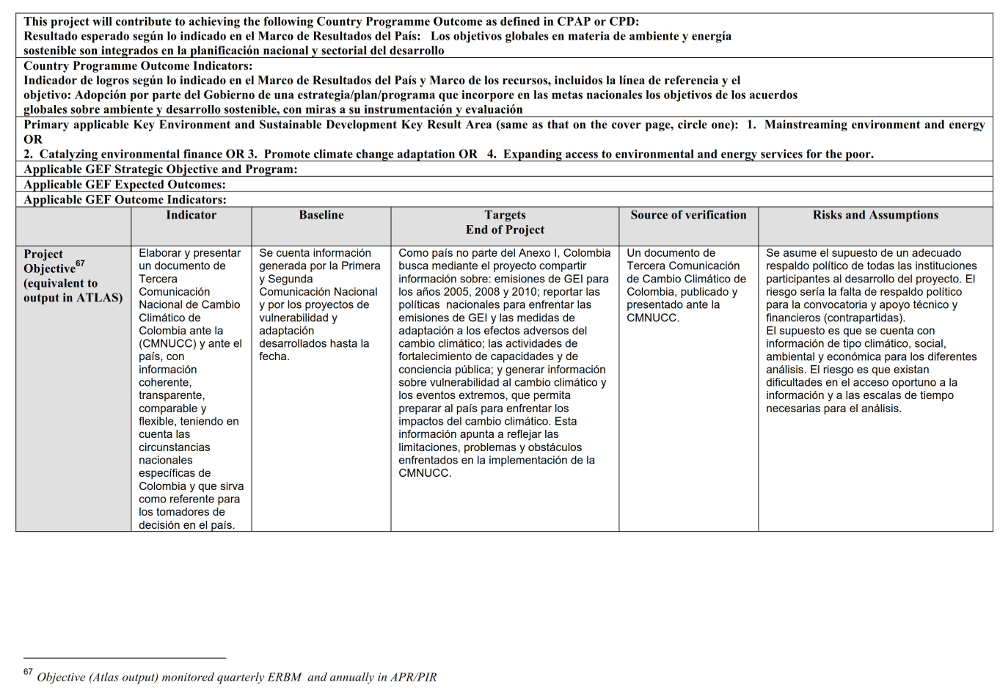 This project will contribute to achieving the following Country Programme Outcome as defined in CPAP or CPD:
Resultado esperado según lo indicado en el Marco de Resultados del País:   Los objetivos globales en materia de ambiente y energía
sostenible son integrados en la planificación nacional y sectorial del desarrollo
Country Programme Outcome Indicators:
Indicador de logros según lo indicado en el Marco de Resultados del País y Marco de los recursos, incluidos la línea de referencia y el
objetivo: Adopción por parte del Gobierno de una estrategia/plan/programa que incorpore en las metas nacionales los objetivos de los acuerdos
globales sobre ambiente y desarrollo sostenible, con miras a su instrumentación y evaluación
Primary applicable Key Environment and Sustainable Development Key Result Area (same as that on the cover page, circle one):  1.  Mainstreaming environment and energy
OR
2.  Catalyzing environmental finance OR 3.  Promote climate change adaptation OR   4.  Expanding access to environmental and energy services for the poor.
Applicable GEF Strategic Objective and Program:
Applicable GEF Expected Outcomes:
Applicable GEF Outcome Indicators:
Indicator
Baseline
Targets
End of Project
Source of verification
Risks and Assumptions
Project
Objective67
(equivalent to
output in ATLAS)
Elaborar y presentar
un documento de
Tercera
Comunicación
Nacional de Cambio
Climático de
Colombia ante la
(CMNUCC) y ante el
país, con
información
coherente,
transparente,
comparable y
flexible, teniendo en
cuenta las
circunstancias
nacionales
específicas de
Colombia y que sirva
como referente para
los tomadores de
decisión en el país.
Se cuenta información
generada por la Primera
y Segunda
Comunicación Nacional
y por los proyectos de
vulnerabilidad y
adaptación
desarrollados hasta la
fecha.
Como país no parte del Anexo I, Colombia
busca mediante el proyecto compartir
información sobre: emisiones de GEI para
los años 2005, 2008 y 2010; reportar las
políticas  nacionales para enfrentar las
emisiones de GEI y las medidas de
adaptación a los efectos adversos del
cambio climático; las actividades de
fortalecimiento de capacidades y de
conciencia pública; y generar información
sobre vulnerabilidad al cambio climático y
los eventos extremos, que permita
preparar al país para enfrentar los
impactos del cambio climático. Esta
información apunta a reflejar las
limitaciones, problemas y obstáculos
enfrentados en la implementación de la
CMNUCC.
Un documento de
Tercera Comunicación
de Cambio Climático de
Colombia, publicado y
presentado ante la
CMNUCC.
Se asume el supuesto de un adecuado
respaldo político de todas las instituciones
participantes al desarrollo del proyecto. El
riesgo sería la falta de respaldo político
para la convocatoria y apoyo técnico y
financieros (contrapartidas).
El supuesto es que se cuenta con
información de tipo climático, social,
ambiental y económica para los diferentes
análisis. El riesgo es que existan
dificultades en el acceso oportuno a la
información y a las escalas de tiempo
necesarias para el análisis.
67 Objective (Atlas output) monitored quarterly ERBM  and annually in APR/PIR